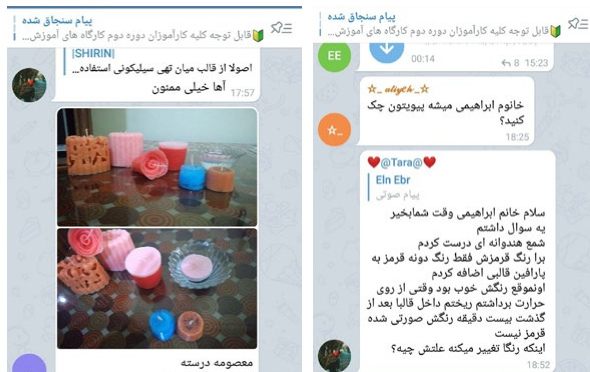 پیام سنجاق شده
🔰قابل توجه کلیه کارآموزان دوره دوم کارگاه های آموزش...
|SHIRIN|
اصولا از قالب میان تهی سیلیکونی استفاده...
آها خیلی ممنون
17:57
معصومه درسته
پیام سنجاق شده
🔰قابل توجه کلیه کارآموزان دوره دوم کارگاه های آموزش...
EE
00:14
8 15:23
خانوم ابراهیمی میشه پیویتون چک
کنید؟
18:25
❤️@Tara@❤️
Eln Ebr
پیام صوتی
سلام خانم ابراهیمی وقت شمابخیر
یه سوال داشتم
شمع هندوانه ای درست کردم
برا رنگ قرمزش فقط رنگ دونه قرمز به
پارافین قالبی اضافه کردم
اونموقع رنگش خوب بود وقتی از روی
حرارت برداشتم ریختم داخل قالبا بعد از
گذشت بیست دقیقه رنگش صورتی شده
قرمز نیست
اینکه رنگا تغییر میکنه علتش چیه؟
18:52